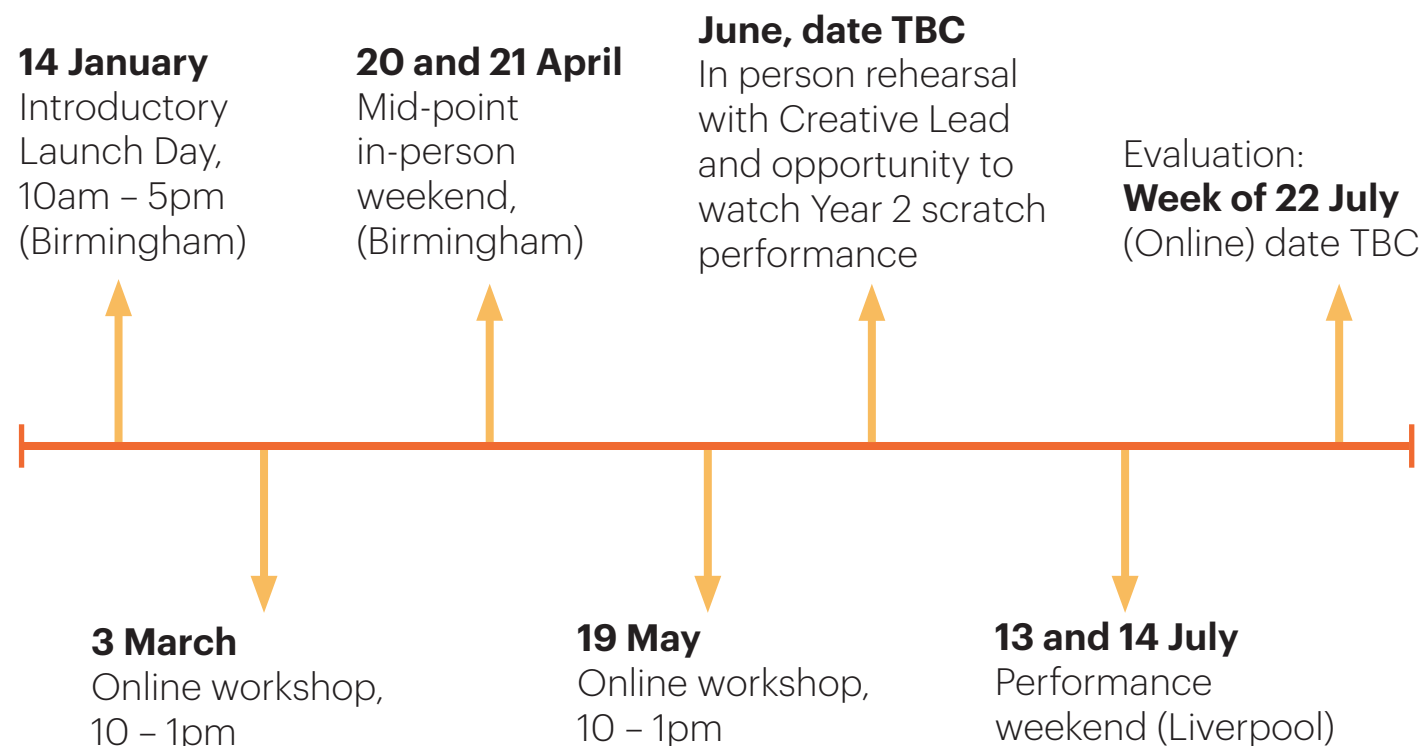 14 January
Introductory
Launch Day,
10am – 5pm
(Birmingham)
20 and 21 April
Mid-point
in-person
weekend,
(Birmingham)
June, date TBC
In person rehearsal
with Creative Lead
and opportunity to
watch Year 2 scratch
performance
Evaluation:
Week of 22 July
(Online) date TBC
3 March
Online workshop,
10 – 1pm
19 May
Online workshop,
10 – 1pm
13 and 14 July
Performance
weekend (Liverpool)